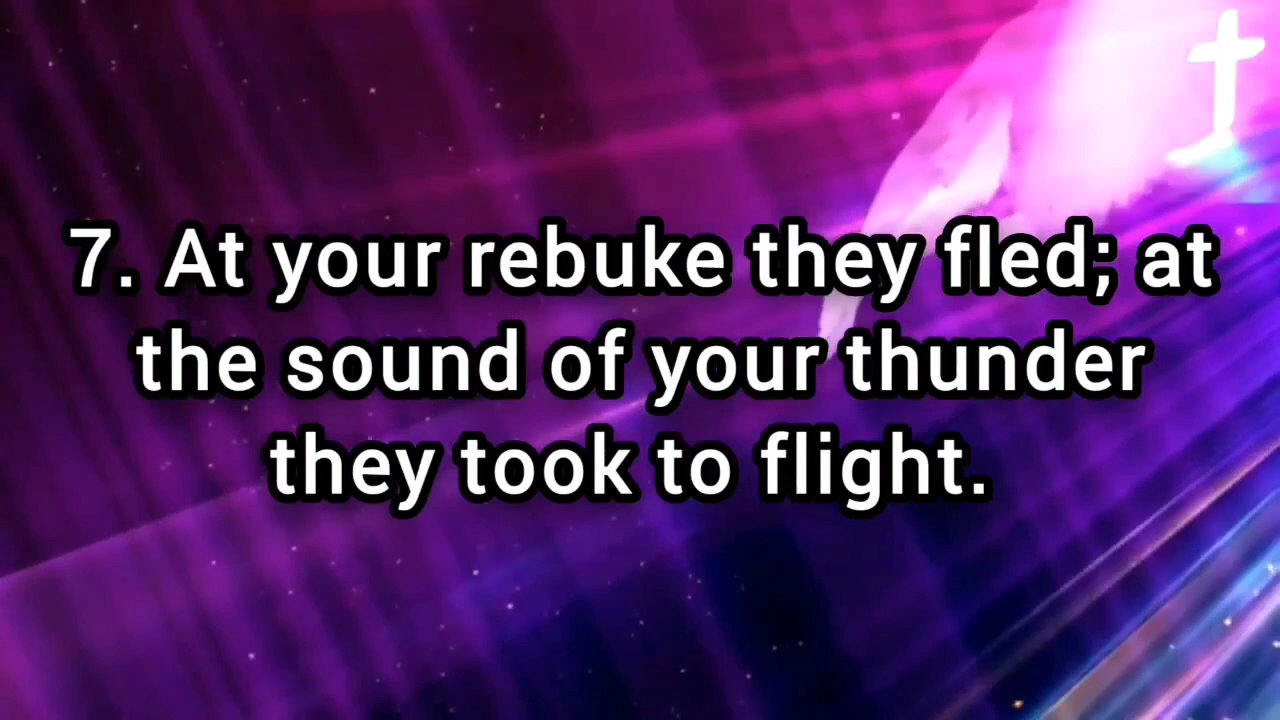 7. At your rebuke they fled; at
the sound of your thunder
they took to flight.